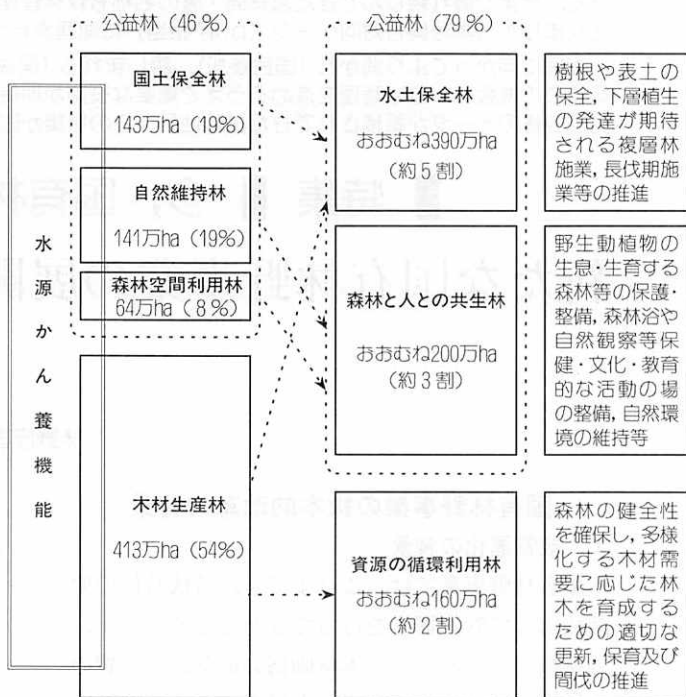 公益林(46%)
国土保全林
143万ha(19%)
自然維持林
141万ha(19%)
森林空間利用林
64万ha(8%)
木材生産林
413万ha(54%)
水源かん養機能
公益林(79%)
水土保全林
おおむね390万ha
(約5割)
森林と人との共生林
おおむね200万ha
(約3割)
資源の循環利用林
おおむね160万ha
(約2割)
樹根や表土の
保全,下層植生
の発達が期待
される複層林
施業,長伐期施
業等の推進
野生動植物の
生息・生育する
森林等の保護・
整備,森林浴や
自然観察等保
健・文化・教育
的な活動の場
の整備,自然環
境の維持等
森林の健全性
を確保し,多様
化する木材需
要に応じた林
木を育成する
ための適切な
更新,保育及び
間伐の推進